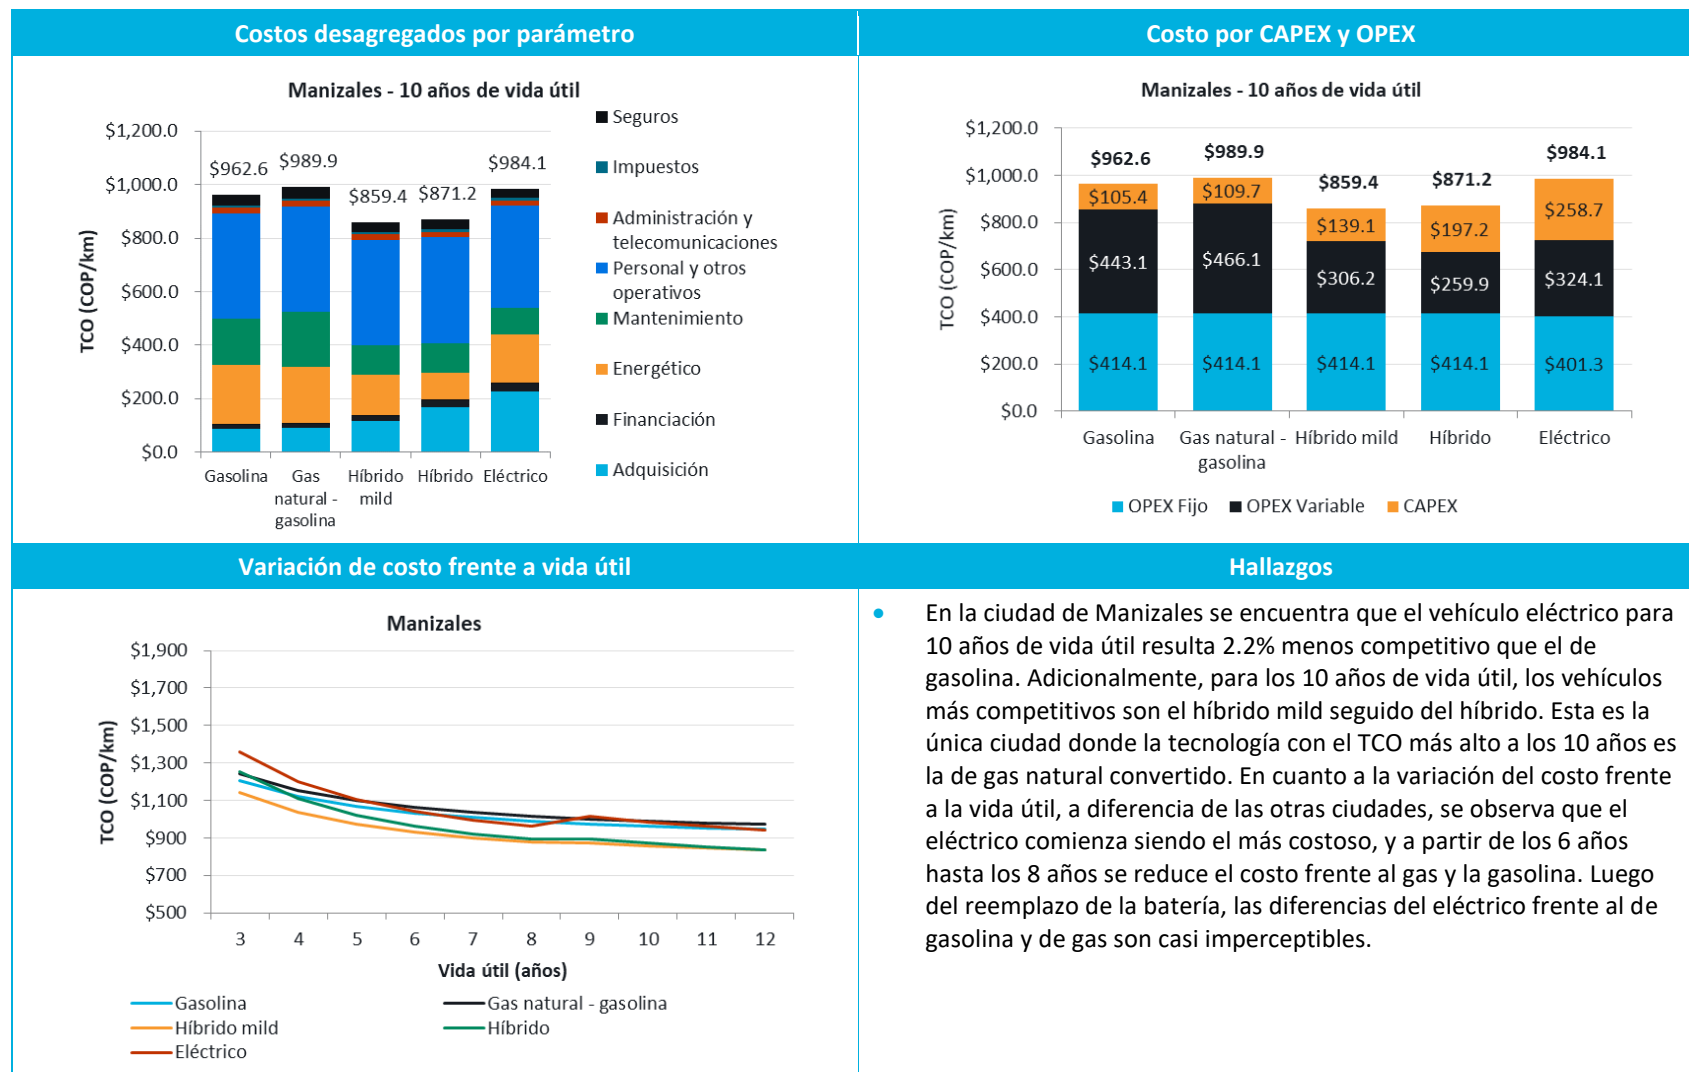 Costos desagregados por parámetro
Manizales - 10 años de vida útil
TCO (COP/km)
$1,200.0
$1,000.0
$800.0
$600.0
$400.0
$200.0
$0.0
$962.6
$989.9
$859.4
$871.2
$984.1
Gasolina
Gas
natural -
gasolina
Híbrido
mild
Híbrido
Eléctrico
Seguros
Impuestos
Administración y
telecomunicaciones
Personal y otros
operativos
Mantenimiento
Energético
Financiación
Adquisición
Costo por CAPEX y OPEX
Manizales - 10 años de vida útil
TCO (COP/km)
$1,200.0
$1,000.0
$800.0
$600.0
$400.0
$200.0
$0.0
$962.6
$989.9
$859.4
$871.2
$984.1
$105.4
$109.7
$139.1
$197.2
$258.7
$443.1
$466.1
$306.2
$259.9
$324.1
$414.1
$414.1
$414.1
$414.1
$401.3
Gasolina
Gas natural -
gasolina
Híbrido mild
Híbrido
Eléctrico
OPEX Fijo
OPEX Variable
CAPEX
Variación de costo frente a vida útil
Manizales
TCO (COP/km)
$1,900
$1,700
$1,500
$1,300
$1,100
$900
$700
$500
3 4 5 6 7 8 9 10 11 12
Vida útil (años)
Gasolina
Gas natural - gasolina
Híbrido mild
Híbrido
Eléctrico
Hallazgos
• En la ciudad de Manizales se encuentra que el vehículo eléctrico para
10 años de vida útil resulta 2.2% menos competitivo que el de
gasolina. Adicionalmente, para los 10 años de vida útil, los vehículos
más competitivos son el híbrido mild seguido del híbrido. Esta es la
única ciudad donde la tecnología con el TCO más alto a los 10 años es
la de gas natural convertido. En cuanto a la variación del costo frente
a la vida útil, a diferencia de las otras ciudades, se observa que el
eléctrico comienza siendo el más costoso, y a partir de los 6 años
hasta los 8 años se reduce el costo frente al gas y la gasolina. Luego
del reemplazo de la batería, las diferencias del eléctrico frente al de
gasolina y de gas son casi imperceptibles.